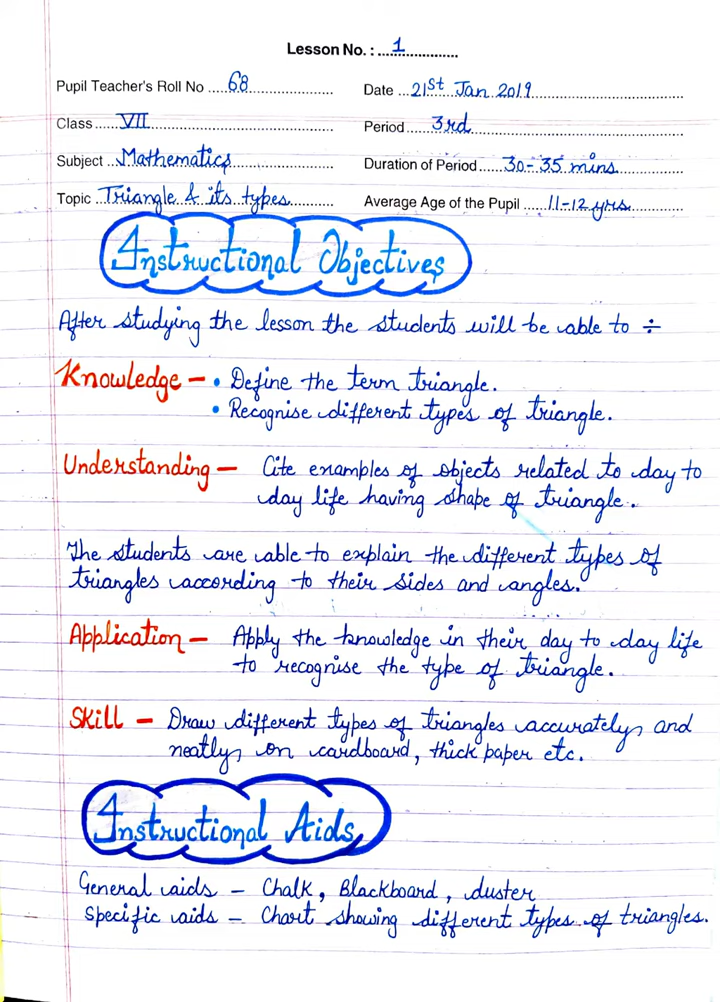 Lesson No. : 1
Pupil Teacher's Roll No 68
Date 21st Jan 2019
Class VII
Period 3rd
Subject Mathematics
Duration of Period 30-35 mins
Topic Triangle & its types
Average Age of the Pupil 11-12 yrs
Instructional Objectives
After studying the lesson the students will be able to ÷
Knowledge – • Define the term triangle.
• Recognise different types of triangle.
Understanding – Cite examples of objects related to day to
day life having shape of triangle.
The students are able to explain the different types of
triangles according to their sides and angles.
Application – Apply the knowledge in their day to day life
to recognise the type of triangle.
Skill – Draw different types of triangles accurately, and
neatly, on cardboard, thick paper etc.
Instructional Aids
General aids – Chalk, Blackboard, duster
Specific aids – Chart showing different types of triangles.